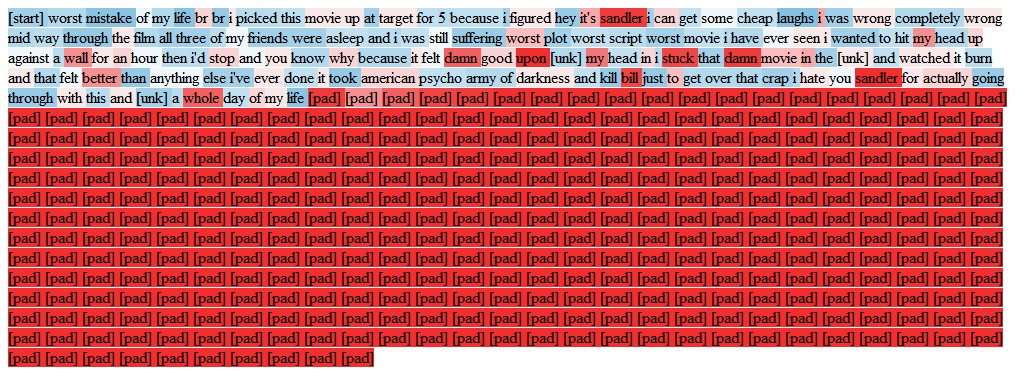 [start] worst mistake of my life br br i picked this movie up at target for 5 because i figured hey it's sandler i can get some cheap laughs i was wrong completely wrong
mid way through the film all three of my friends were asleep and i was still suffering worst plot worst script worst movie i have ever seen i wanted to hit my head up
against a wall for an hour then i'd stop and you know why because it felt damn good upon [unk] my head in i stuck that damn movie in the [unk] and watched it burn
and that felt better than anything else i've ever done it took american psycho army of darkness and kill bill just to get over that crap i hate you sandler for actually going
through with this and [unk] a whole day of my life [pad] [pad] [pad] [pad] [pad] [pad] [pad] [pad] [pad] [pad] [pad] [pad] [pad] [pad] [pad] [pad] [pad] [pad] [pad]
[pad] [pad] [pad] [pad] [pad] [pad] [pad] [pad] [pad] [pad] [pad] [pad] [pad] [pad] [pad] [pad] [pad] [pad] [pad] [pad] [pad] [pad] [pad] [pad] [pad] [pad] [pad]
[pad] [pad] [pad] [pad] [pad] [pad] [pad] [pad] [pad] [pad] [pad] [pad] [pad] [pad] [pad] [pad] [pad] [pad] [pad] [pad] [pad] [pad] [pad] [pad] [pad] [pad] [pad]
[pad] [pad] [pad] [pad] [pad] [pad] [pad] [pad] [pad] [pad] [pad] [pad] [pad] [pad] [pad] [pad] [pad] [pad] [pad] [pad] [pad] [pad] [pad] [pad] [pad] [pad] [pad]
[pad] [pad] [pad] [pad] [pad] [pad] [pad] [pad] [pad] [pad] [pad] [pad] [pad] [pad] [pad] [pad] [pad] [pad] [pad] [pad] [pad] [pad] [pad] [pad] [pad] [pad] [pad]
[pad] [pad] [pad] [pad] [pad] [pad] [pad] [pad] [pad] [pad] [pad] [pad] [pad] [pad] [pad] [pad] [pad] [pad] [pad] [pad] [pad] [pad] [pad] [pad] [pad] [pad] [pad]
[pad] [pad] [pad] [pad] [pad] [pad] [pad] [pad] [pad] [pad] [pad] [pad] [pad] [pad] [pad] [pad] [pad] [pad] [pad] [pad] [pad] [pad] [pad] [pad] [pad] [pad] [pad]
[pad] [pad] [pad] [pad] [pad] [pad] [pad] [pad] [pad] [pad] [pad] [pad] [pad] [pad] [pad] [pad] [pad] [pad] [pad] [pad] [pad] [pad] [pad] [pad] [pad] [pad] [pad]
[pad] [pad] [pad] [pad] [pad] [pad] [pad] [pad] [pad] [pad] [pad] [pad] [pad] [pad] [pad] [pad] [pad] [pad] [pad] [pad] [pad] [pad] [pad] [pad] [pad] [pad] [pad]
[pad] [pad] [pad] [pad] [pad] [pad] [pad] [pad] [pad] [pad] [pad] [pad] [pad] [pad] [pad] [pad] [pad] [pad] [pad] [pad] [pad] [pad] [pad] [pad] [pad] [pad] [pad]
[pad] [pad] [pad] [pad] [pad] [pad] [pad] [pad] [pad] [pad] [pad] [pad] [pad] [pad] [pad] [pad] [pad] [pad] [pad] [pad] [pad] [pad] [pad] [pad] [pad] [pad] [pad]
[pad] [pad] [pad] [pad] [pad] [pad] [pad] [pad] [pad] [pad] [pad] [pad] [pad] [pad] [pad] [pad] [pad] [pad] [pad] [pad] [pad] [pad] [pad] [pad] [pad] [pad] [pad]
[pad] [pad] [pad] [pad] [pad] [pad] [pad] [pad] [pad] [pad] [pad] [pad] [pad] [pad] [pad] [pad] [pad] [pad] [pad] [pad] [pad] [pad] [pad] [pad] [pad] [pad] [pad]
[pad] [pad] [pad] [pad] [pad] [pad] [pad] [pad] [pad] [pad]